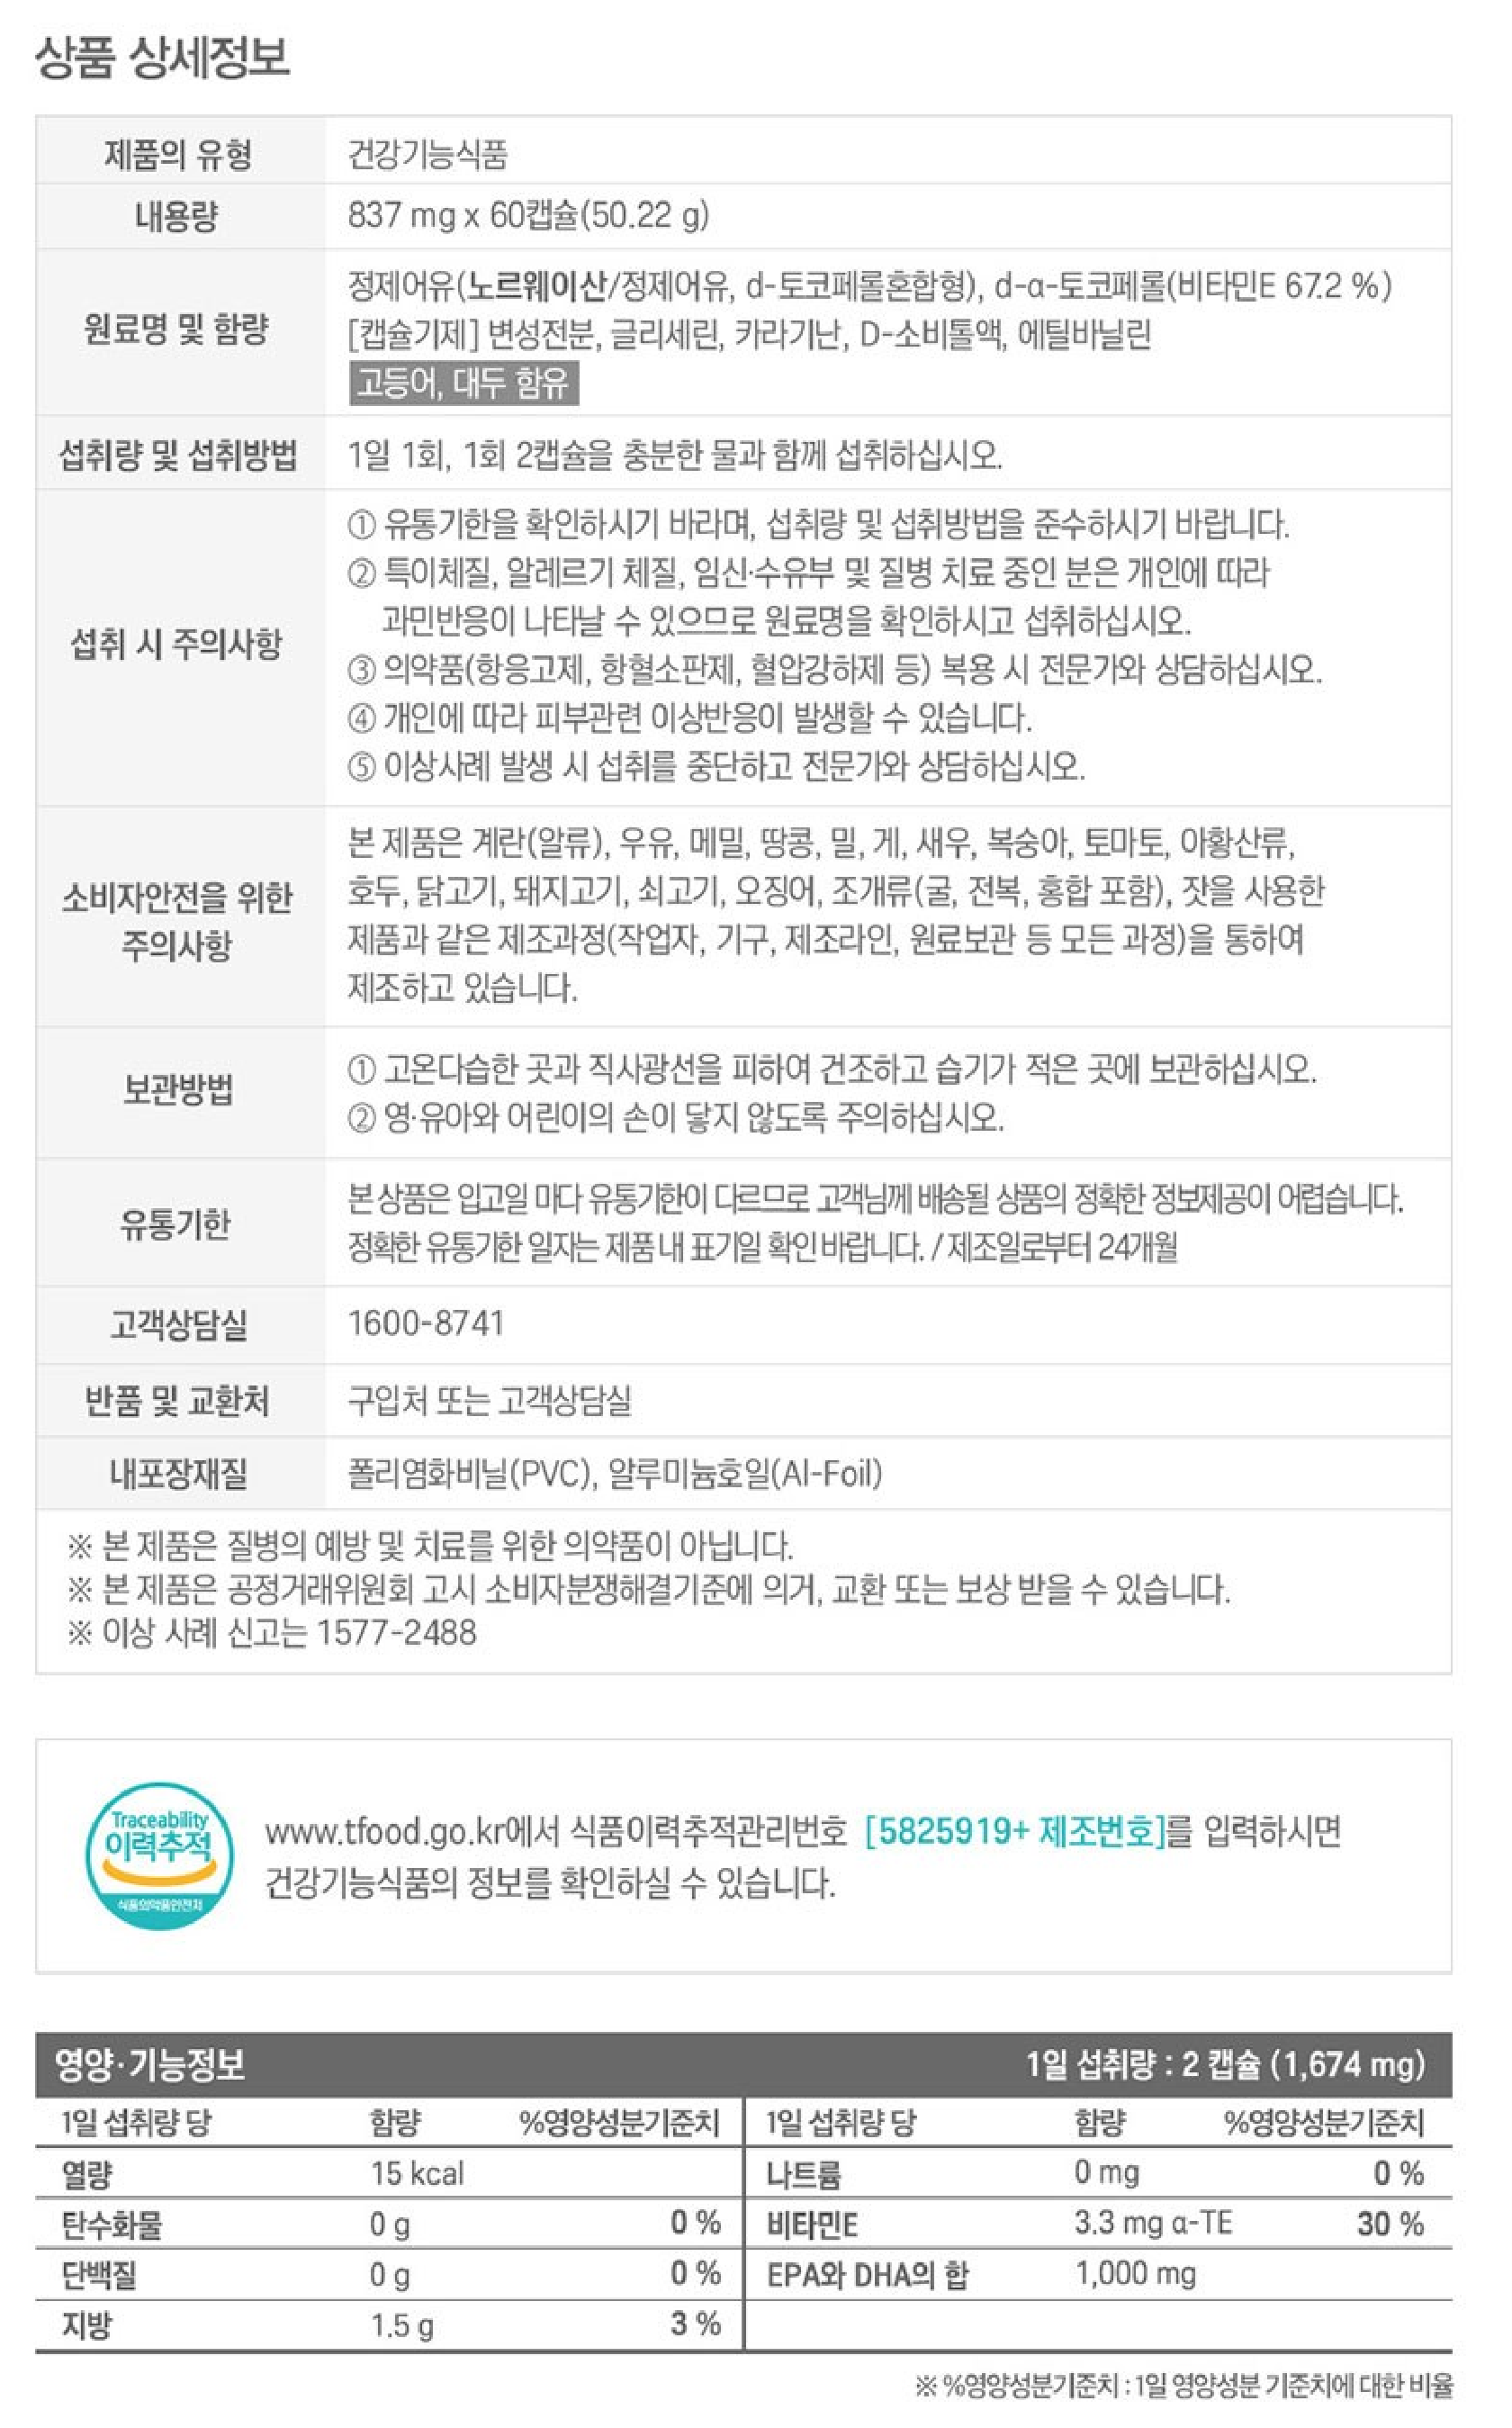 상품 상세정보
제품의 유형
건강기능식품
내용량
837 mg x 60캡슐(50.22 g)
원료명 및 함량
정제어유(노르웨이산/정제어유, d-토코페롤혼합형), d-α-토코페롤(비타민E 67.2 %)
[캡슐기제] 변성전분, 글리세린, 카라기난, D-소비톨액, 에틸바닐린
고등어, 대두 함유
섭취량 및 섭취방법
1일 1회, 1회 2캡슐을 충분한 물과 함께 섭취하십시오.
섭취 시 주의사항
① 유통기한을 확인하시기 바라며, 섭취량 및 섭취방법을 준수하시기 바랍니다.
② 특이체질, 알레르기 체질, 임신·수유부 및 질병 치료 중인 분은 개인에 따라
과민반응이 나타날 수 있으므로 원료명을 확인하시고 섭취하십시오.
③ 의약품(항응고제, 항혈소판제, 혈압강하제 등) 복용 시 전문가와 상담하십시오.
④ 개인에 따라 피부관련 이상반응이 발생할 수 있습니다.
⑤ 이상사례 발생 시 섭취를 중단하고 전문가와 상담하십시오.
소비자안전을 위한
주의사항
본 제품은 계란(알류), 우유, 메밀, 땅콩, 밀, 게, 새우, 복숭아, 토마토, 아황산류,
호두, 닭고기, 돼지고기, 쇠고기, 오징어, 조개류(굴, 전복, 홍합 포함), 잣을 사용한
제품과 같은 제조과정(작업자, 기구, 제조라인, 원료보관 등 모든 과정)을 통하여
제조하고 있습니다.
보관방법
① 고온다습한 곳과 직사광선을 피하여 건조하고 습기가 적은 곳에 보관하십시오.
② 영·유아와 어린이의 손이 닿지 않도록 주의하십시오.
유통기한
본 상품은 입고일 마다 유통기한이 다르므로 고객님께 배송될 상품의 정확한 정보제공이 어렵습니다.
정확한 유통기한 일자는 제품 내 표기일 확인 바랍니다. / 제조일로부터 24개월
고객상담실
1600-8741
반품 및 교환처
구입처 또는 고객상담실
내포장재질
폴리염화비닐(PVC), 알루미늄호일(Al-Foil)
※ 본 제품은 질병의 예방 및 치료를 위한 의약품이 아닙니다.
※ 본 제품은 공정거래위원회 고시 소비자분쟁해결기준에 의거, 교환 또는 보상 받을 수 있습니다.
※ 이상 사례 신고는 1577-2488
Traceability
이력추적
식품의약품안전처
www.tfood.go.kr에서 식품이력추적관리번호 [5825919+ 제조번호]를 입력하시면
건강기능식품의 정보를 확인하실 수 있습니다.
영양·기능정보
1일 섭취량 : 2 캡슐 (1,674 mg)
1일 섭취량 당 함량 %영양성분기준치 1일 섭취량 당 함량 %영양성분기준치
열량 15 kcal 나트륨 0 mg 0 %
탄수화물 0 g 0 % 비타민E 3.3 mg α-TE 30 %
단백질 0 g 0 % EPA와 DHA의 합 1,000 mg
지방 1.5 g 3 %
※ %영양성분기준치 : 1일 영양성분 기준치에 대한 비율